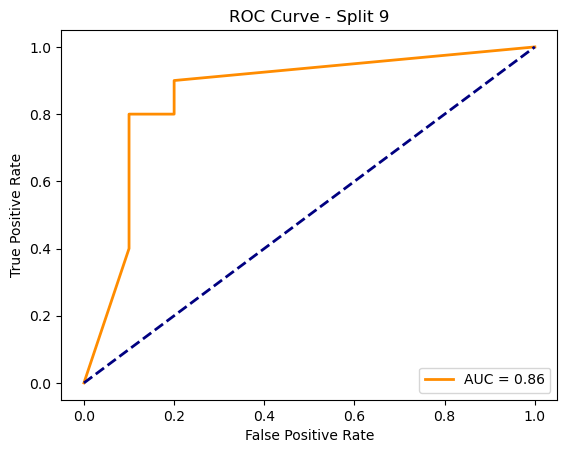 ROC Curve - Split 9
True Positive Rate
1.0
0.8
0.6
0.4
0.2
0.0
0.0 0.2 0.4 0.6 0.8 1.0
False Positive Rate
AUC = 0.86